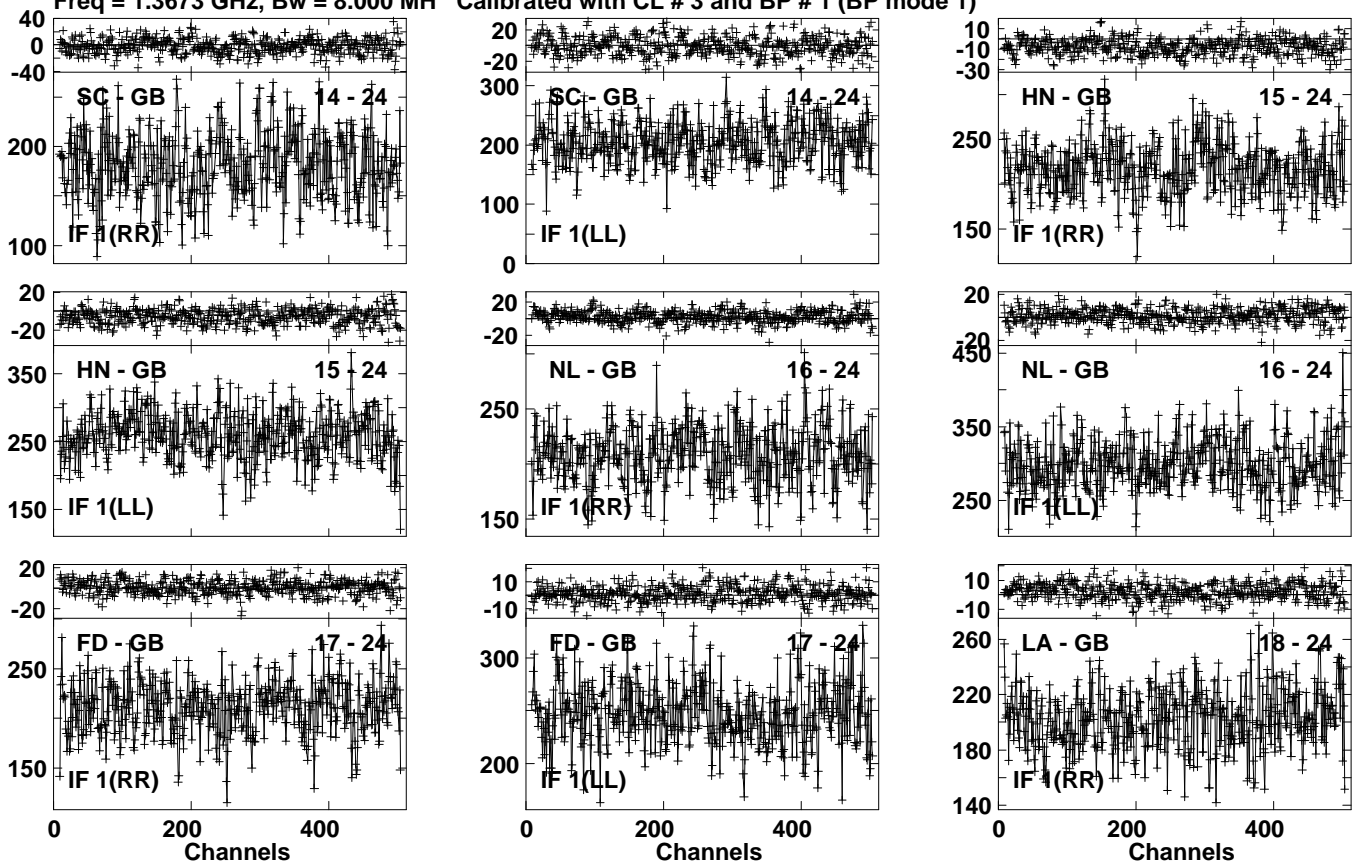 Freq = 1.3673 GHz, Bw = 8.000 MH Calibrated with CL # 3 and BP # 1 (BP mode 1)
40
0
-40
SC - GB 14 - 24
200
100
IF 1(RR)
20
-20
300
SC - GB 14 - 24
200
100
0
IF 1(LL)
10
-10
-30
HN - GB 15 - 24
250
150
IF 1(RR)
20
-20
350
HN - GB 15 - 24
250
150
IF 1(LL)
20
-20
NL - GB 16 - 24
250
150
IF 1(RR)
20
-20
450
NL - GB 16 - 24
350
250
IF 1(LL)
20
-20
FD - GB 17 - 24
250
150
IF 1(RR)
0 200 400
Channels
10
-10
300
FD - GB 17 - 24
200
IF 1(LL)
0 200 400
Channels
10
-10
260
LA - GB 18 - 24
220
180
140
IF 1(RR)
0 200 400
Channels